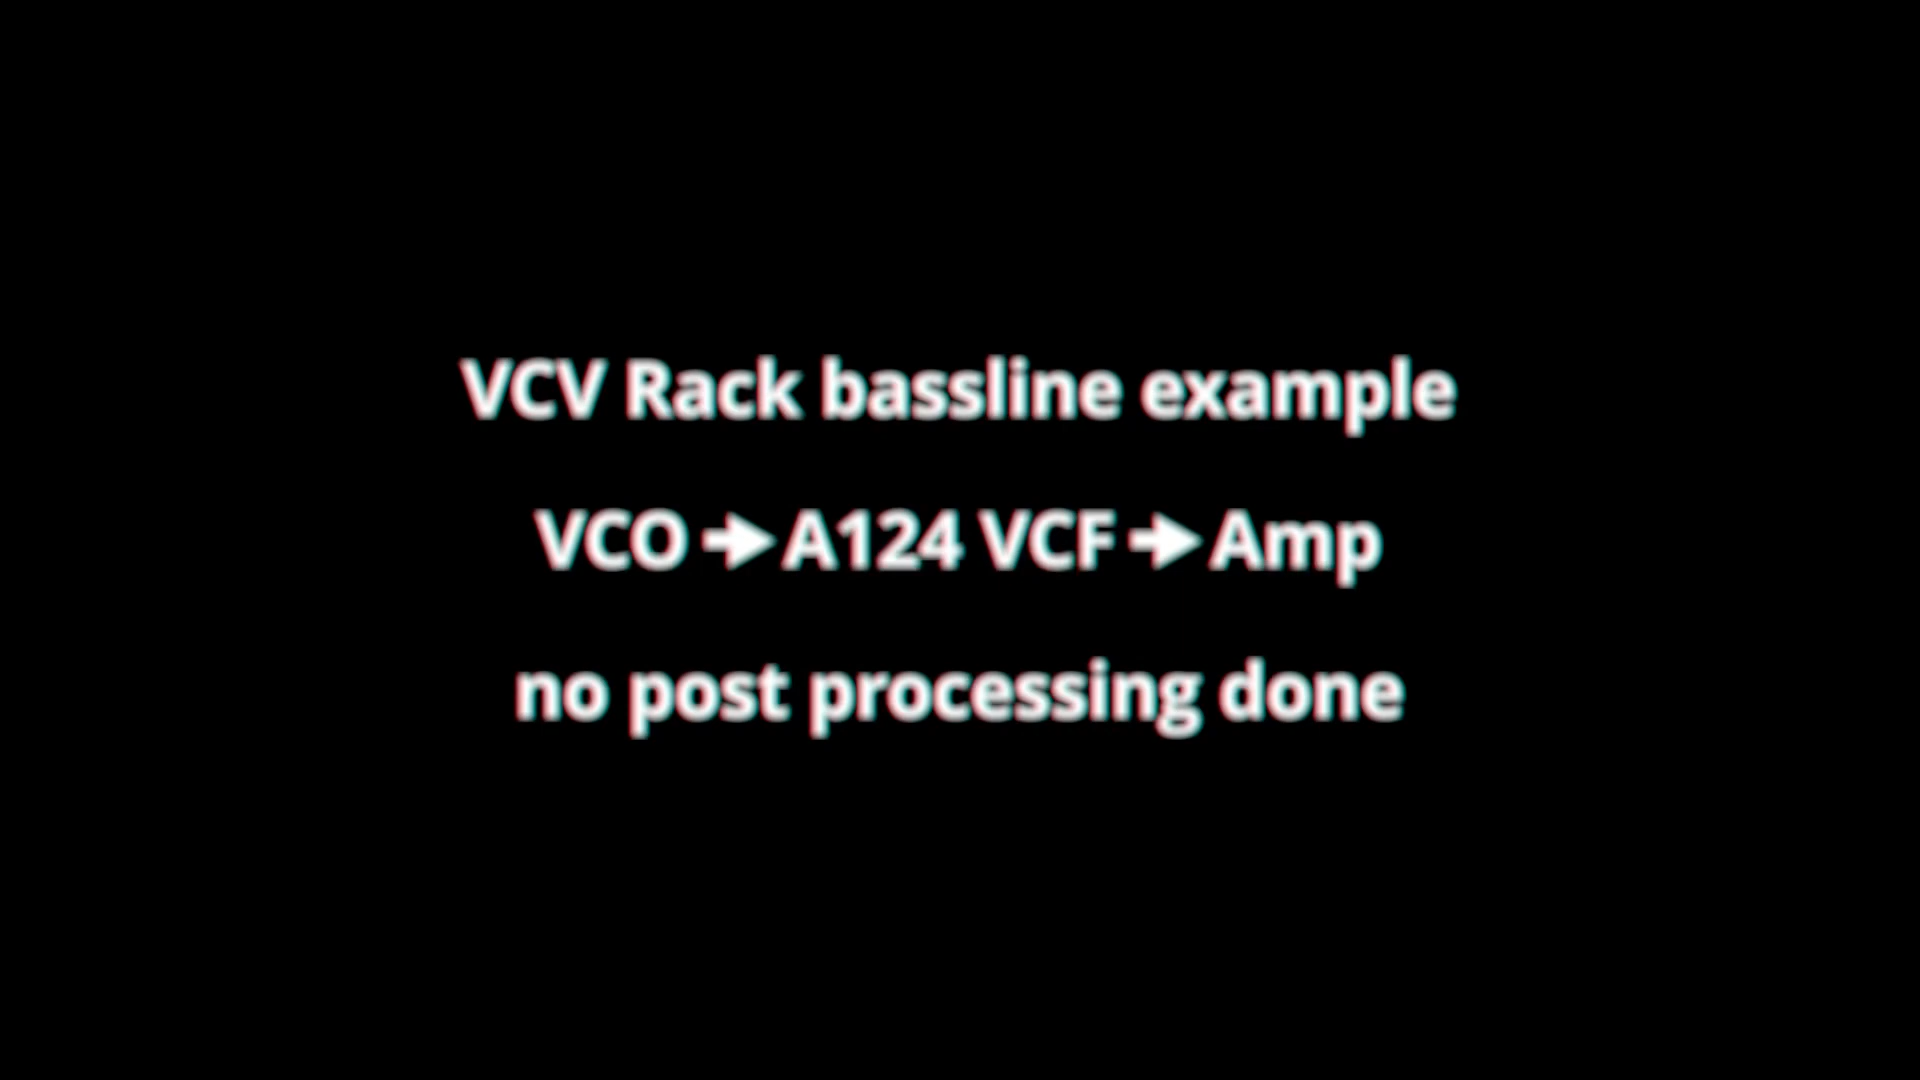 VCV Rack bassline example
VCO 🡆 A124 VCF 🡆 Amp
no post processing done